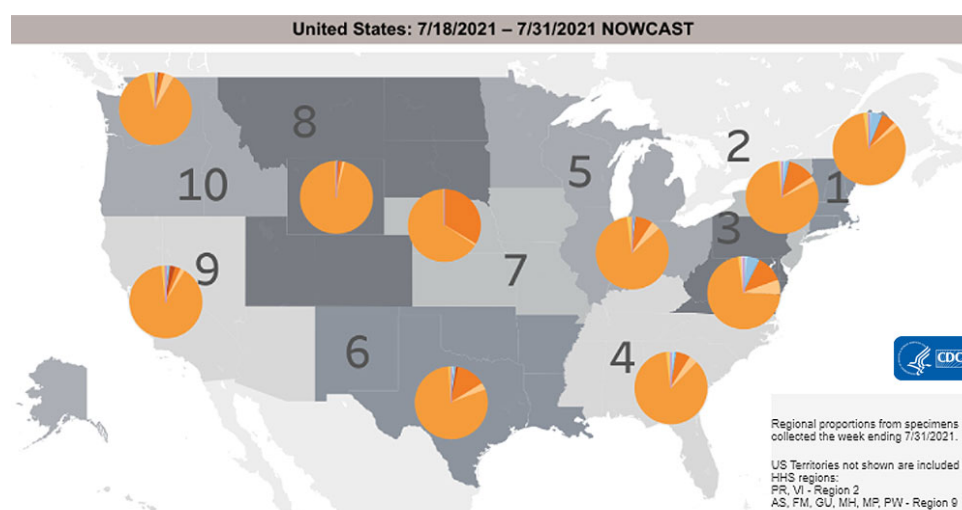 United States: 7/18/2021 – 7/31/2021 NOWCAST
8
2
10
5
1
3
9
7
6
4
CDC
Regional proportions from specimens
collected the week ending 7/31/2021.
US Territories not shown are included
HHS regions:
PR, VI - Region 2
AS, FM, GU, MH, MP, PW - Region 9